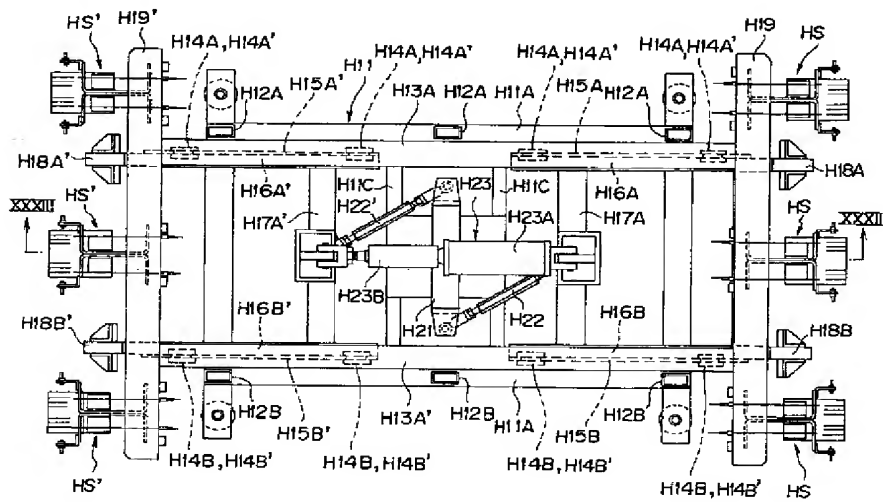 HS' H19' H14A,H14A' H11 H14A,H14A' H14A,H14A' H14A,H14A' H19 HS
H15A' H13A H12A H11A H15A
H12A H12A
H18A' H16A' H11C H23 H11C H16A H18A
H17A' H22' H23A H17A
XXXII HS' HS XXXII
H23B
H16B' H21 H22 H16B
H18B' H18B
H12B H15B' H13A' H12B H11A H15B H12B
HS' H14B,H14B' H14B,H14B' H14B,H14B' H14B,H14B' HS